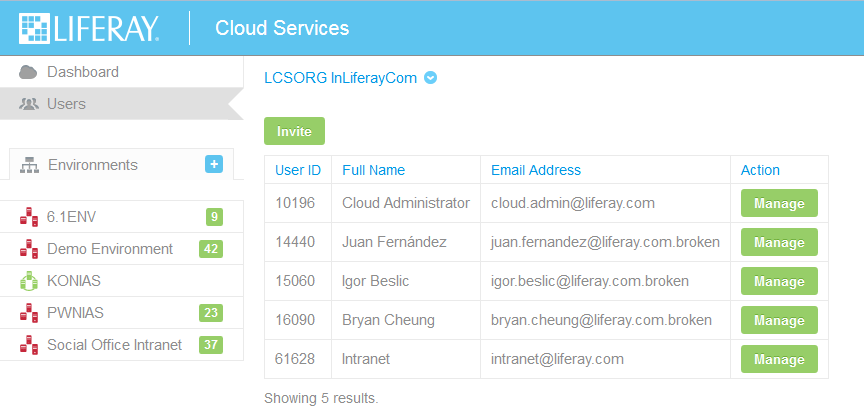 LIFERAY. Cloud Services
Dashboard
Users
Environments +
6.1ENV 9
Demo Environment 42
KONIAS
PWNIAS 23
Social Office Intranet 37
LCSORG InLiferayCom
Invite
User ID Full Name Email Address Action
10196 Cloud Administrator cloud.admin@liferay.com Manage
14440 Juan Fernández juan.fernandez@liferay.com.broken Manage
15060 Igor Beslic igor.beslic@liferay.com.broken Manage
16090 Bryan Cheung bryan.cheung@liferay.com.broken Manage
61628 Intranet intranet@liferay.com Manage
Showing 5 results.